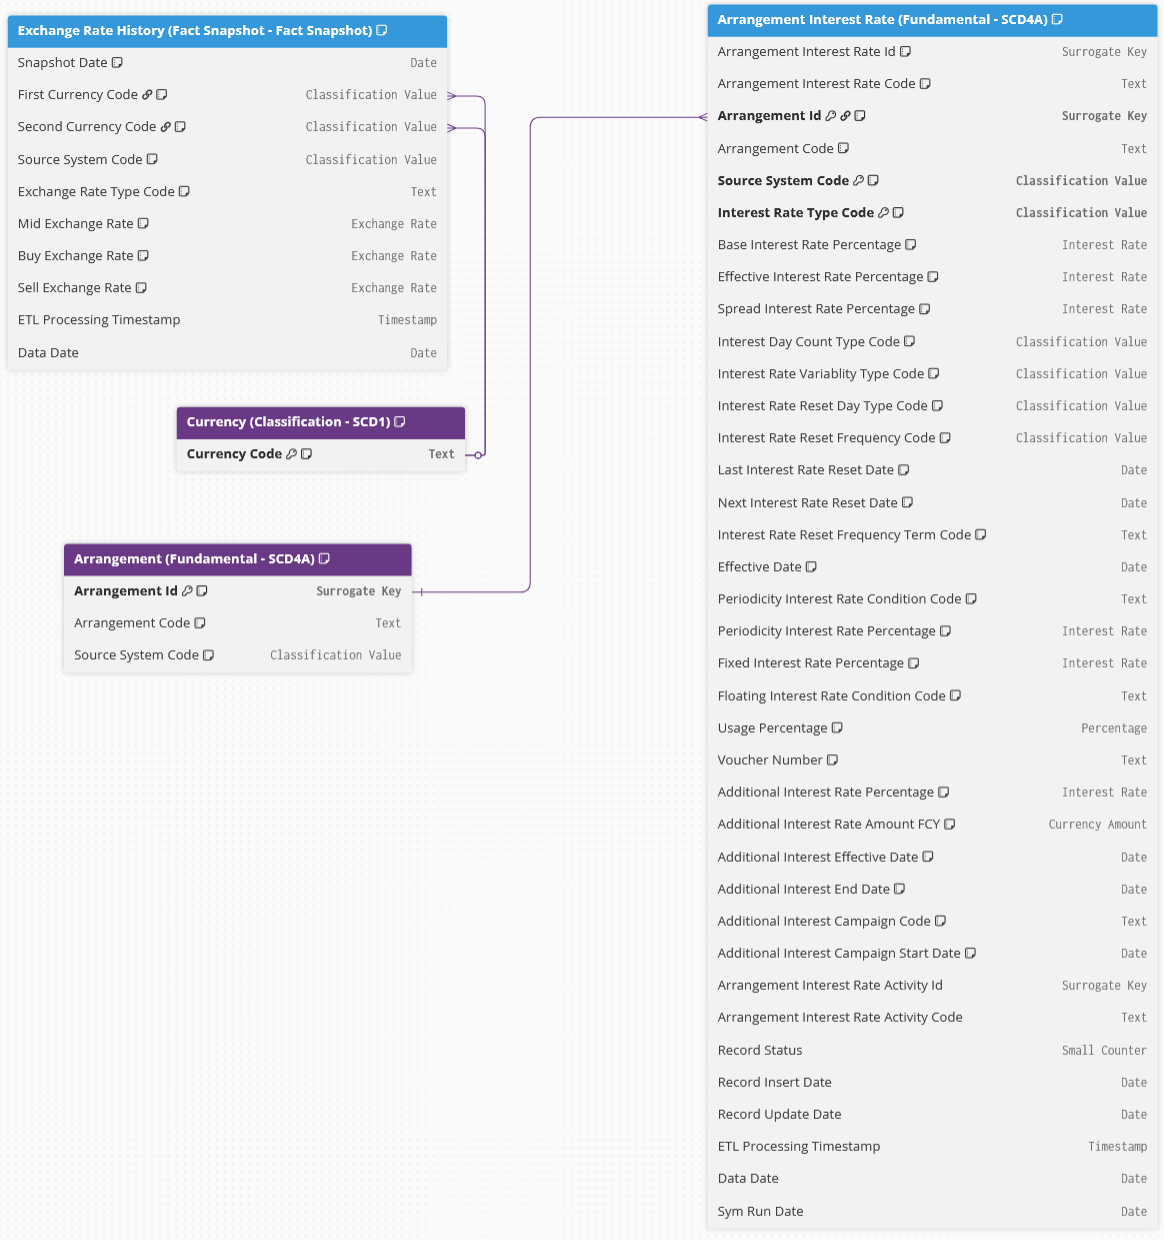 Exchange Rate History (Fact Snapshot - Fact Snapshot)
Snapshot Date Date
First Currency Code Classification Value
Second Currency Code Classification Value
Source System Code Classification Value
Exchange Rate Type Code Text
Mid Exchange Rate Exchange Rate
Buy Exchange Rate Exchange Rate
Sell Exchange Rate Exchange Rate
ETL Processing Timestamp Timestamp
Data Date Date
Currency (Classification - SCD1)
Currency Code Text
Arrangement (Fundamental - SCD4A)
Arrangement Id Surrogate Key
Arrangement Code Text
Source System Code Classification Value
Arrangement Interest Rate (Fundamental - SCD4A)
Arrangement Interest Rate Id Surrogate Key
Arrangement Interest Rate Code Text
Arrangement Id Surrogate Key
Arrangement Code Text
Source System Code Classification Value
Interest Rate Type Code Classification Value
Base Interest Rate Percentage Interest Rate
Effective Interest Rate Percentage Interest Rate
Spread Interest Rate Percentage Interest Rate
Interest Day Count Type Code Classification Value
Interest Rate Variablity Type Code Classification Value
Interest Rate Reset Day Type Code Classification Value
Interest Rate Reset Frequency Code Classification Value
Last Interest Rate Reset Date Date
Next Interest Rate Reset Date Date
Interest Rate Reset Frequency Term Code Text
Effective Date Date
Periodicity Interest Rate Condition Code Text
Periodicity Interest Rate Percentage Interest Rate
Fixed Interest Rate Percentage Interest Rate
Floating Interest Rate Condition Code Text
Usage Percentage Percentage
Voucher Number Text
Additional Interest Rate Percentage Interest Rate
Additional Interest Rate Amount FCY Currency Amount
Additional Interest Effective Date Date
Additional Interest End Date Date
Additional Interest Campaign Code Text
Additional Interest Campaign Start Date Date
Arrangement Interest Rate Activity Id Surrogate Key
Arrangement Interest Rate Activity Code Text
Record Status Small Counter
Record Insert Date Date
Record Update Date Date
ETL Processing Timestamp Timestamp
Data Date Date
Sym Run Date Date